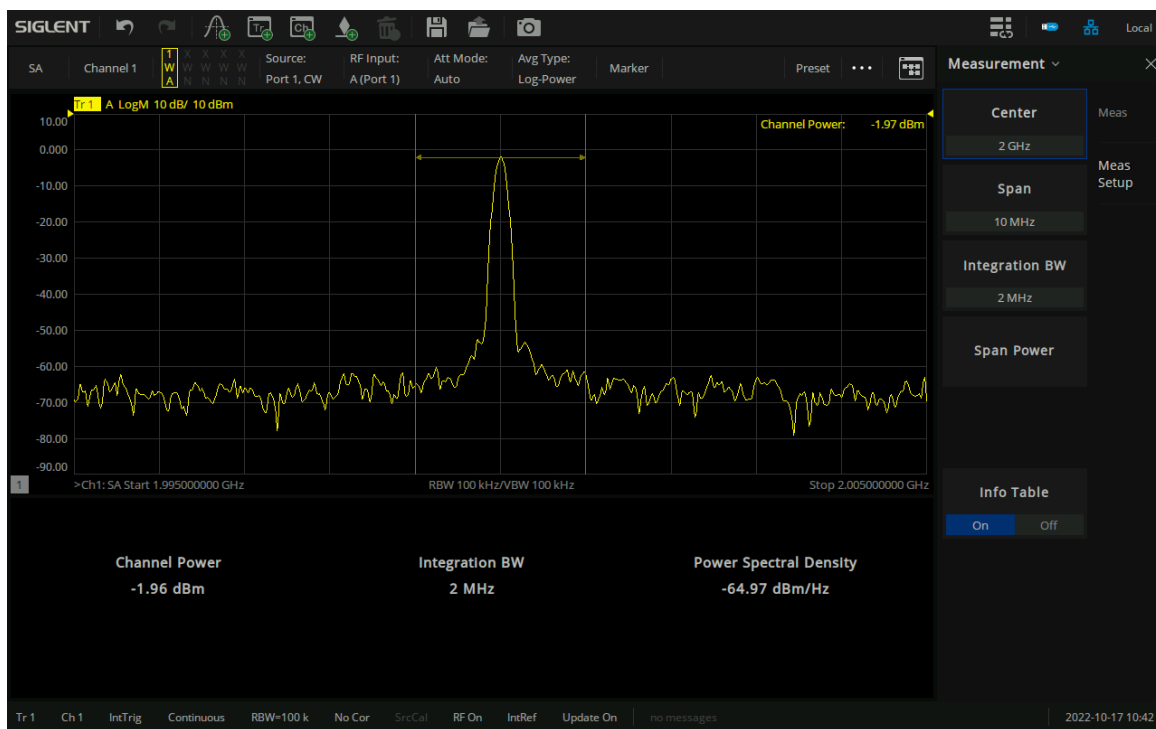 SIGLENT Tr Ch Local
SA Channel 1 1 X X X X Source: RF Input: Att Mode: Avg Type: Marker Preset ••• Measurement
W W W W W Port 1, CW A (Port 1) Auto Log-Power
A N N N N
Tr 1 A LogM 10 dB/ 10 dBm
Channel Power: -1.97 dBm
10.00
0.000
-10.00
-20.00
-30.00
-40.00
-50.00
-60.00
-70.00
-80.00
-90.00
1 >Ch1: SA Start 1.995000000 GHz RBW 100 kHz/VBW 100 kHz Stop 2.005000000 GHz
Channel Power Integration BW Power Spectral Density
-1.96 dBm 2 MHz -64.97 dBm/Hz
Center
2 GHz
Span
10 MHz
Integration BW
2 MHz
Span Power
Info Table
On Off
Meas
Meas
Setup
Tr 1 Ch 1 IntTrig Continuous RBW=100 k No Cor SrcCal RF On IntRef Update On no messages 2022-10-17 10:42